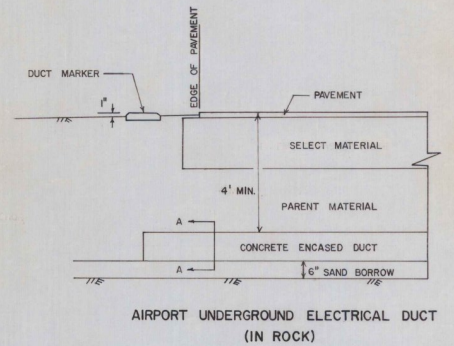 EDGE OF PAVEMENT
DUCT MARKER
1"
PAVEMENT
SELECT MATERIAL
4' MIN.
PARENT MATERIAL
A
CONCRETE ENCASED DUCT
A
6" SAND BORROW
AIRPORT UNDERGROUND ELECTRICAL DUCT
(IN ROCK)